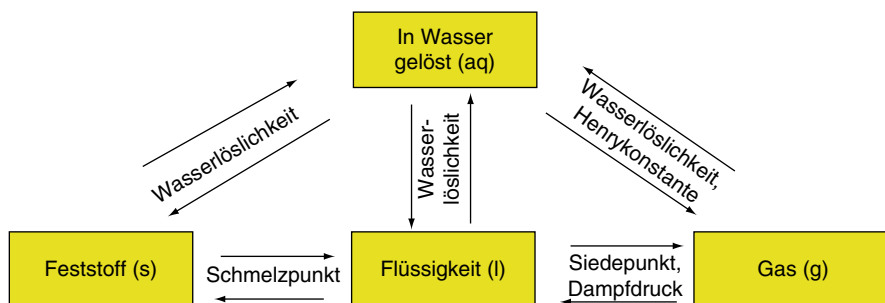 In Wasser
gelöst (aq)
Wasserlöslichkeit
Wasser-
löslichkeit
Wasserlöslichkeit,
Henrykonstante
Feststoff (s)
Schmelzpunkt
Flüssigkeit (l)
Siedepunkt,
Dampfdruck
Gas (g)